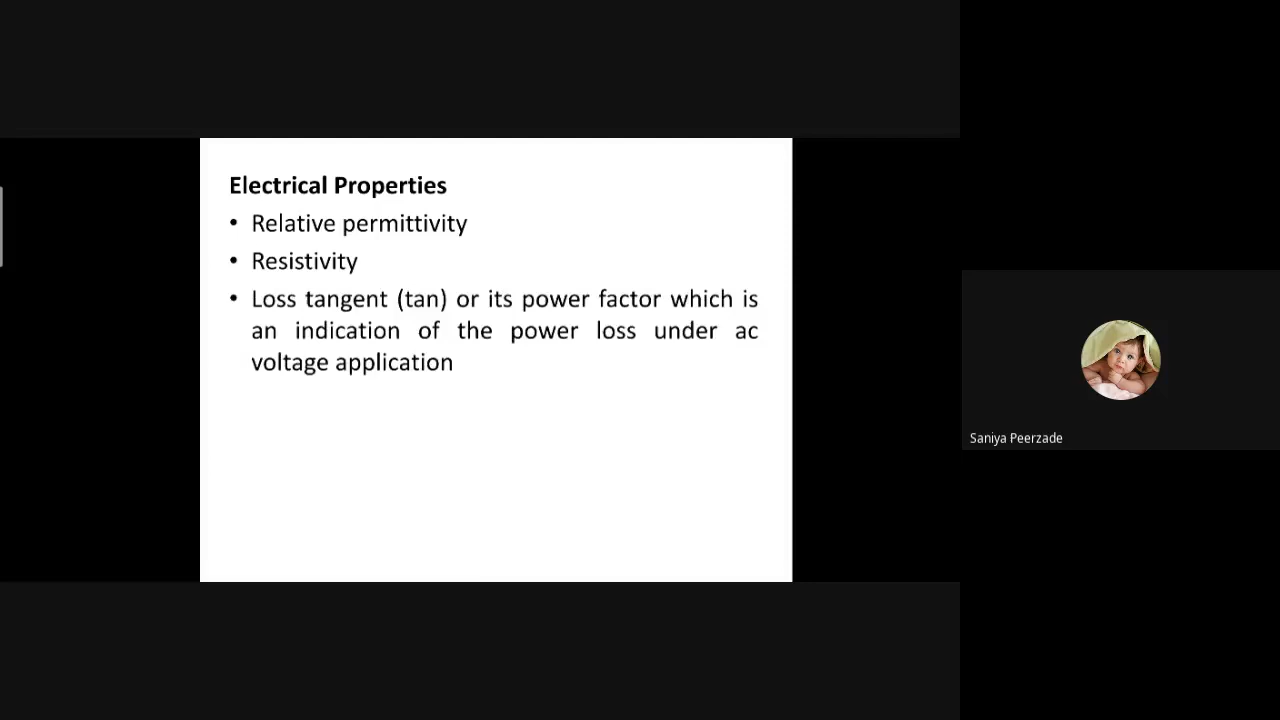 Electrical Properties
• Relative permittivity
• Resistivity
• Loss tangent (tan) or its power factor which is
an indication of the power loss under ac
voltage application
Saniya Peerzade